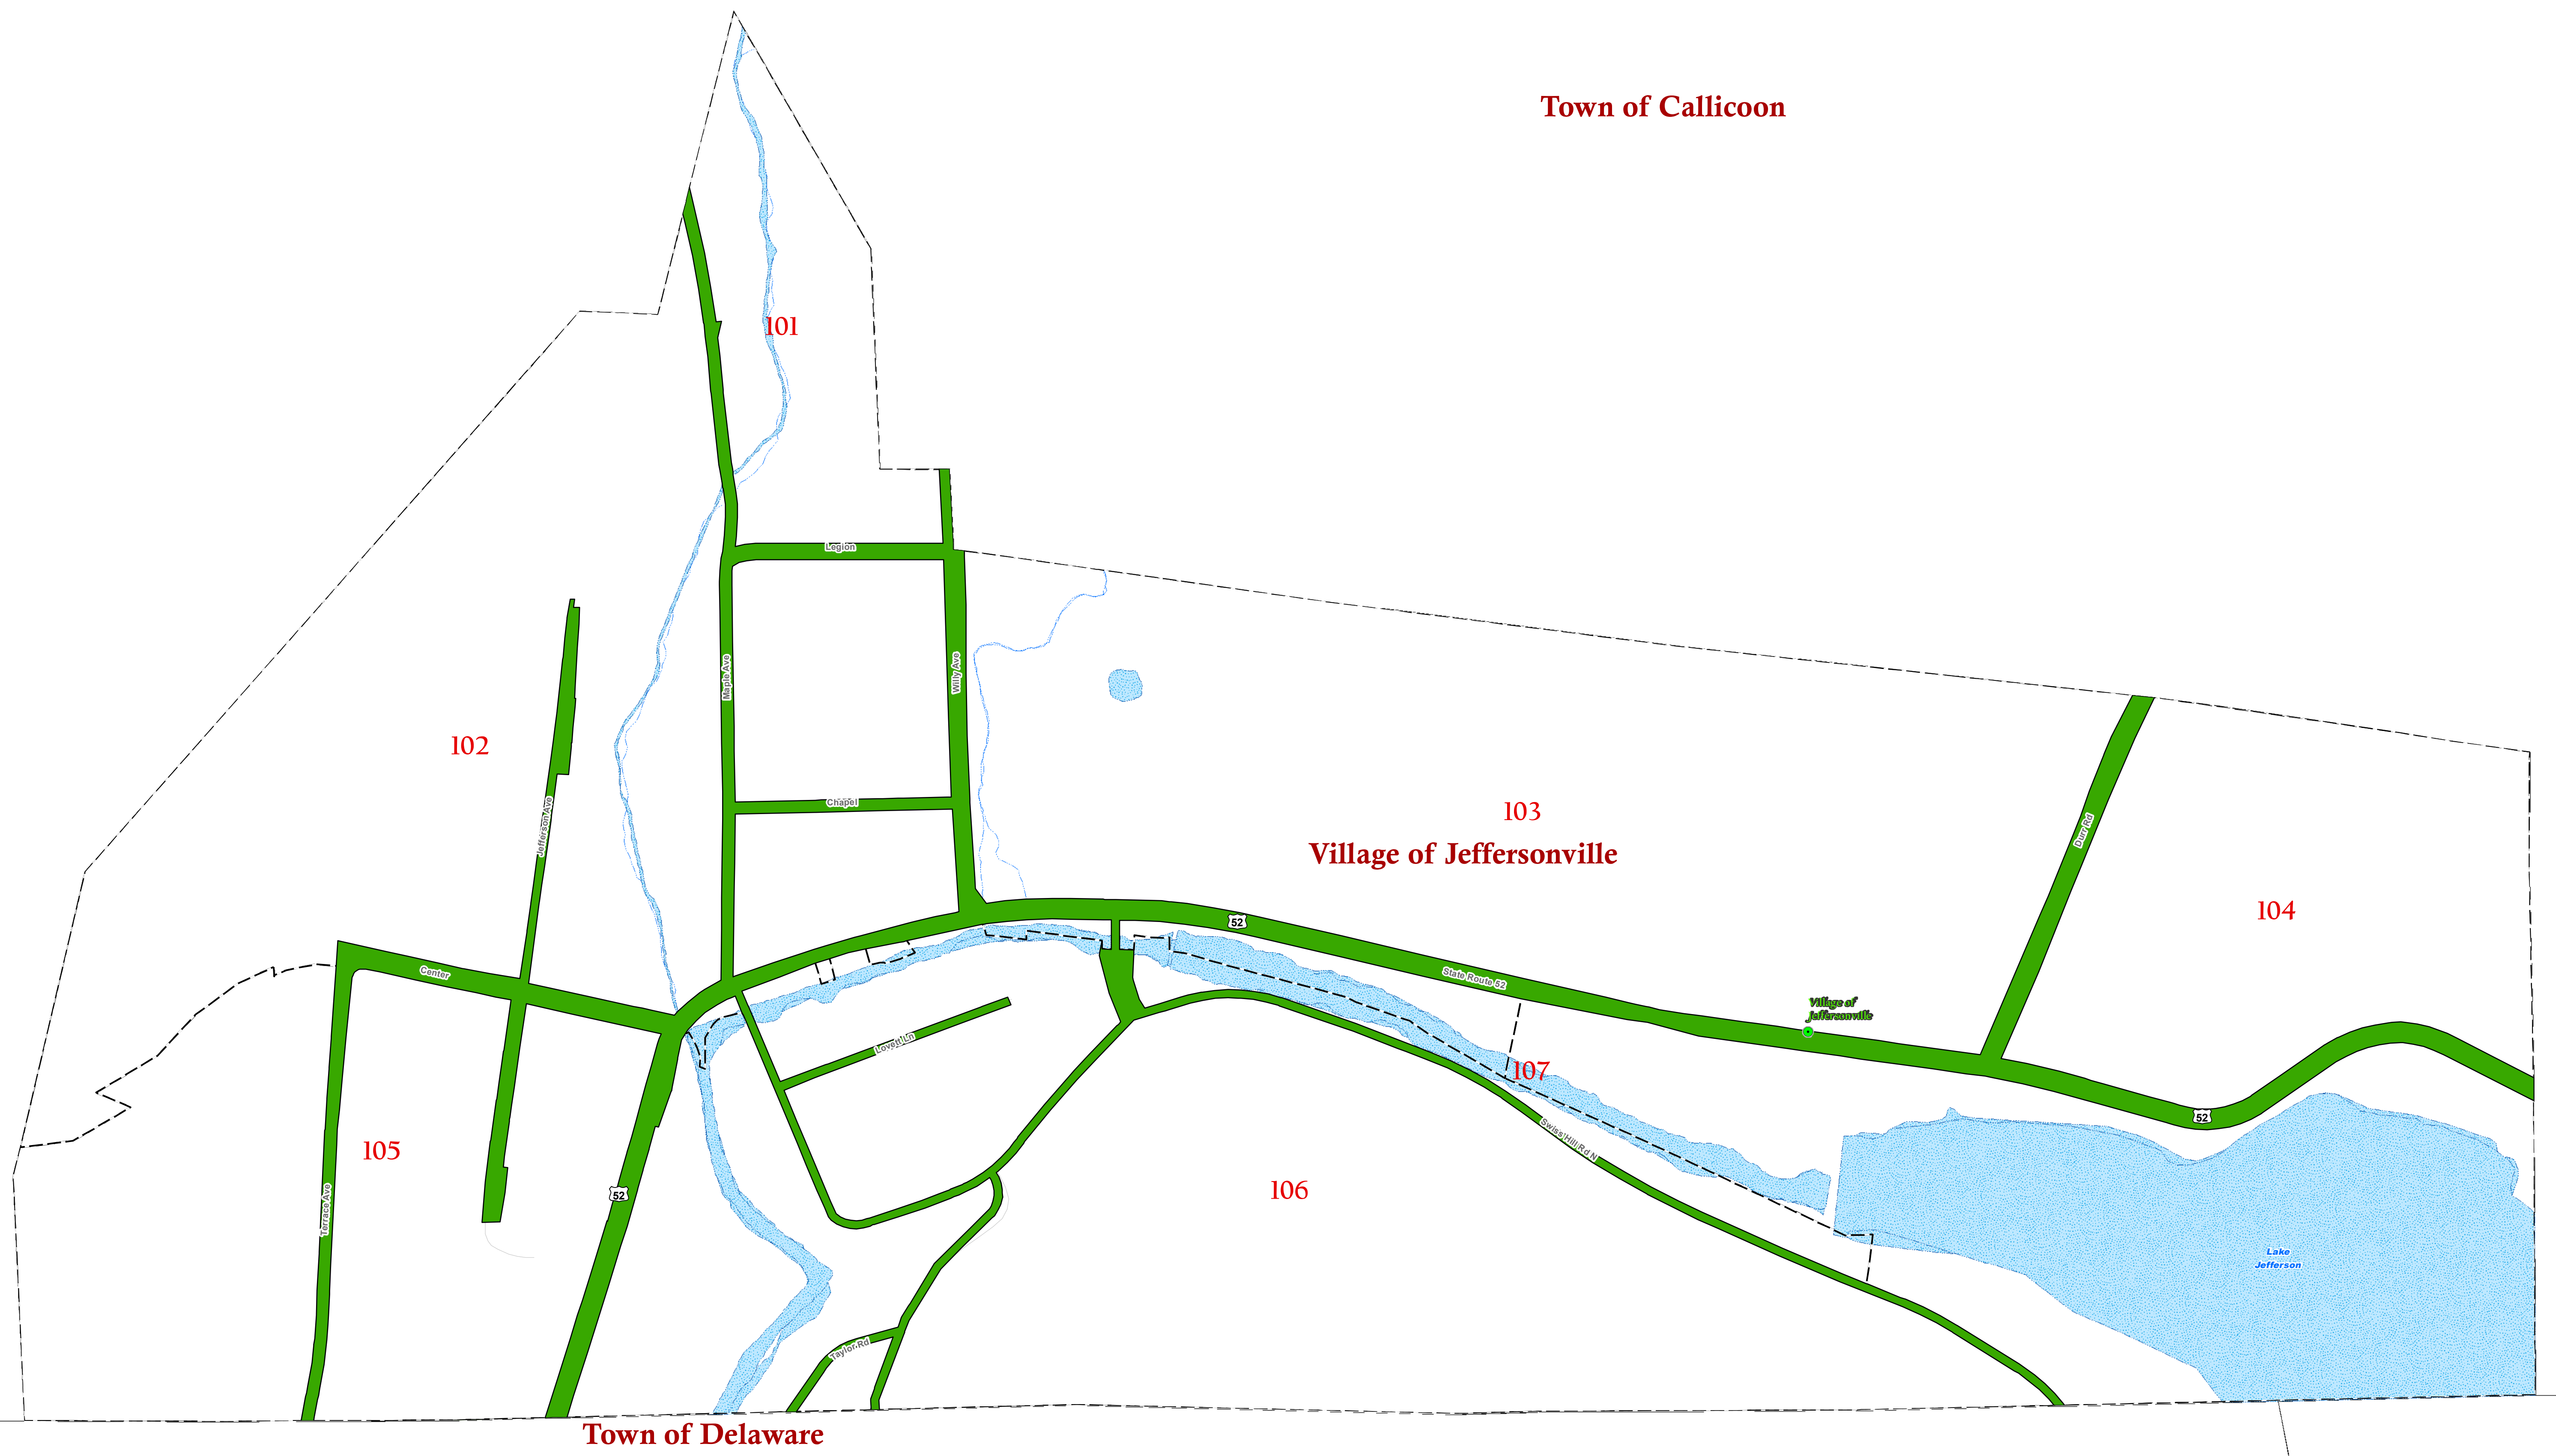 Town of Callicoon
101
Legion
Maple Ave
Willy Ave
102
Chapel
103
Jefferson Ave
Durr Rd
Village of Jeffersonville
104
52
Center
State Route 52
Village of
Jeffersonville
Lovett Ln
107
52
105
Swiss Hill Rd N
106
52
Terrace Ave
Lake
Jefferson
Taylor Rd
Town of Delaware